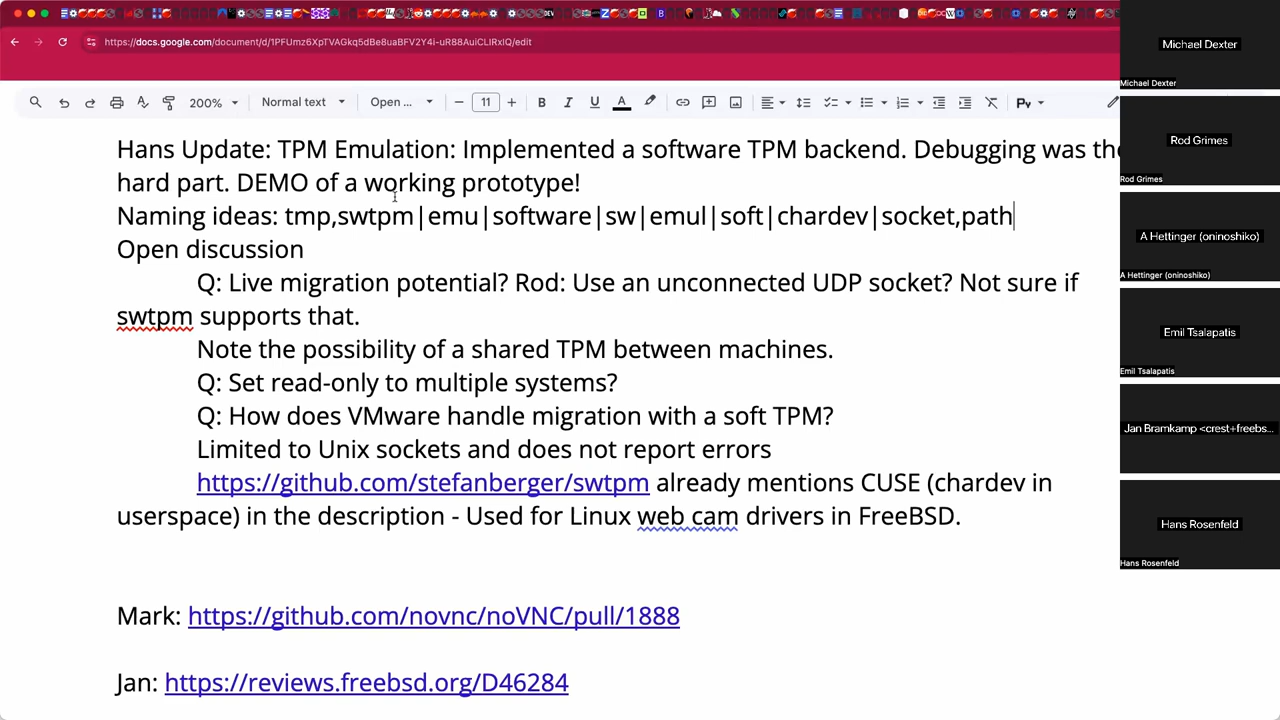 https://docs.google.com/document/d/1PFUmz6XpTVAGkq5dBe8uaBFV2Y4i-uR88AuiCLIRxIQ/edit
200%
Normal text
Open ...
11
Hans Update: TPM Emulation: Implemented a software TPM backend. Debugging was the
hard part. DEMO of a working prototype!
Naming ideas: tmp,swtpm|emu|software|sw|emul|soft|chardev|socket,path
Open discussion
Q: Live migration potential? Rod: Use an unconnected UDP socket? Not sure if
swtpm supports that.
Note the possibility of a shared TPM between machines.
Q: Set read-only to multiple systems?
Q: How does VMware handle migration with a soft TPM?
Limited to Unix sockets and does not report errors
https://github.com/stefanberger/swtpm already mentions CUSE (chardev in
userspace) in the description - Used for Linux web cam drivers in FreeBSD.
Mark: https://github.com/novnc/noVNC/pull/1888
Jan: https://reviews.freebsd.org/D46284
Michael Dexter
Michael Dexter
Rod Grimes
Rod Grimes
A Hettinger (oninoshiko)
A Hettinger (oninoshiko)
Emil Tsalapatis
Emil Tsalapatis
Jan Bramkamp <crest+freebs...
Hans Rosenfeld
Hans Rosenfeld